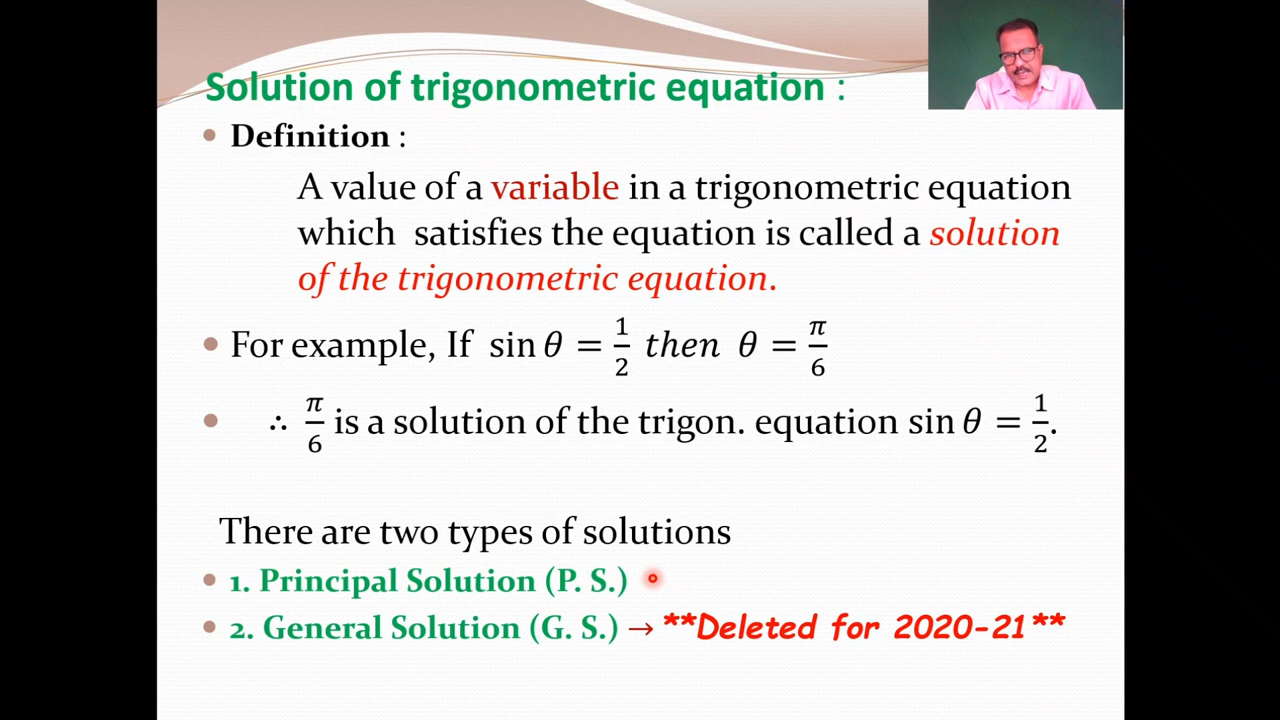 Solution of trigonometric equation :
Definition :
A value of a variable in a trigonometric equation
which satisfies the equation is called a solution
of the trigonometric equation.
For example, If sin θ = 1/2 then θ = π/6
∴ π/6 is a solution of the trigon. equation sin θ = 1/2.
There are two types of solutions
1. Principal Solution (P. S.)
2. General Solution (G. S.) → **Deleted for 2020-21**